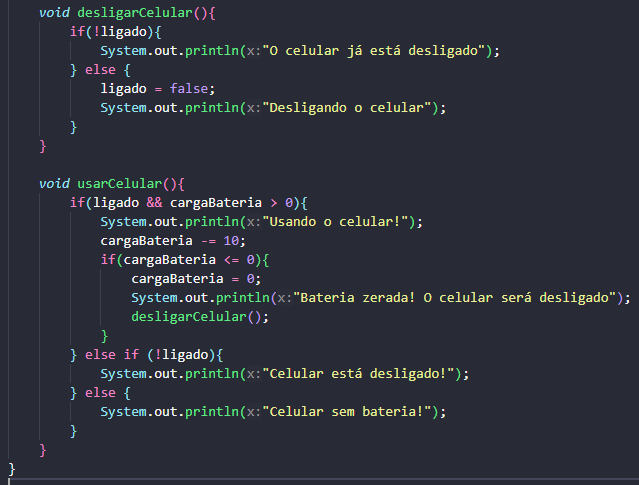 void desligarCelular(){
if(!ligado){
System.out.println(x:"O celular já está desligado");
} else {
ligado = false;
System.out.println(x:"Desligando o celular");
}
}
void usarCelular(){
if(ligado && cargaBateria > 0){
System.out.println(x:"Usando o celular!");
cargaBateria -= 10;
if(cargaBateria <= 0){
cargaBateria = 0;
System.out.println(x:"Bateria zerada! O celular será desligado");
desligarCelular();
}
} else if (!ligado){
System.out.println(x:"Celular está desligado!");
} else {
System.out.println(x:"Celular sem bateria!");
}
}
}